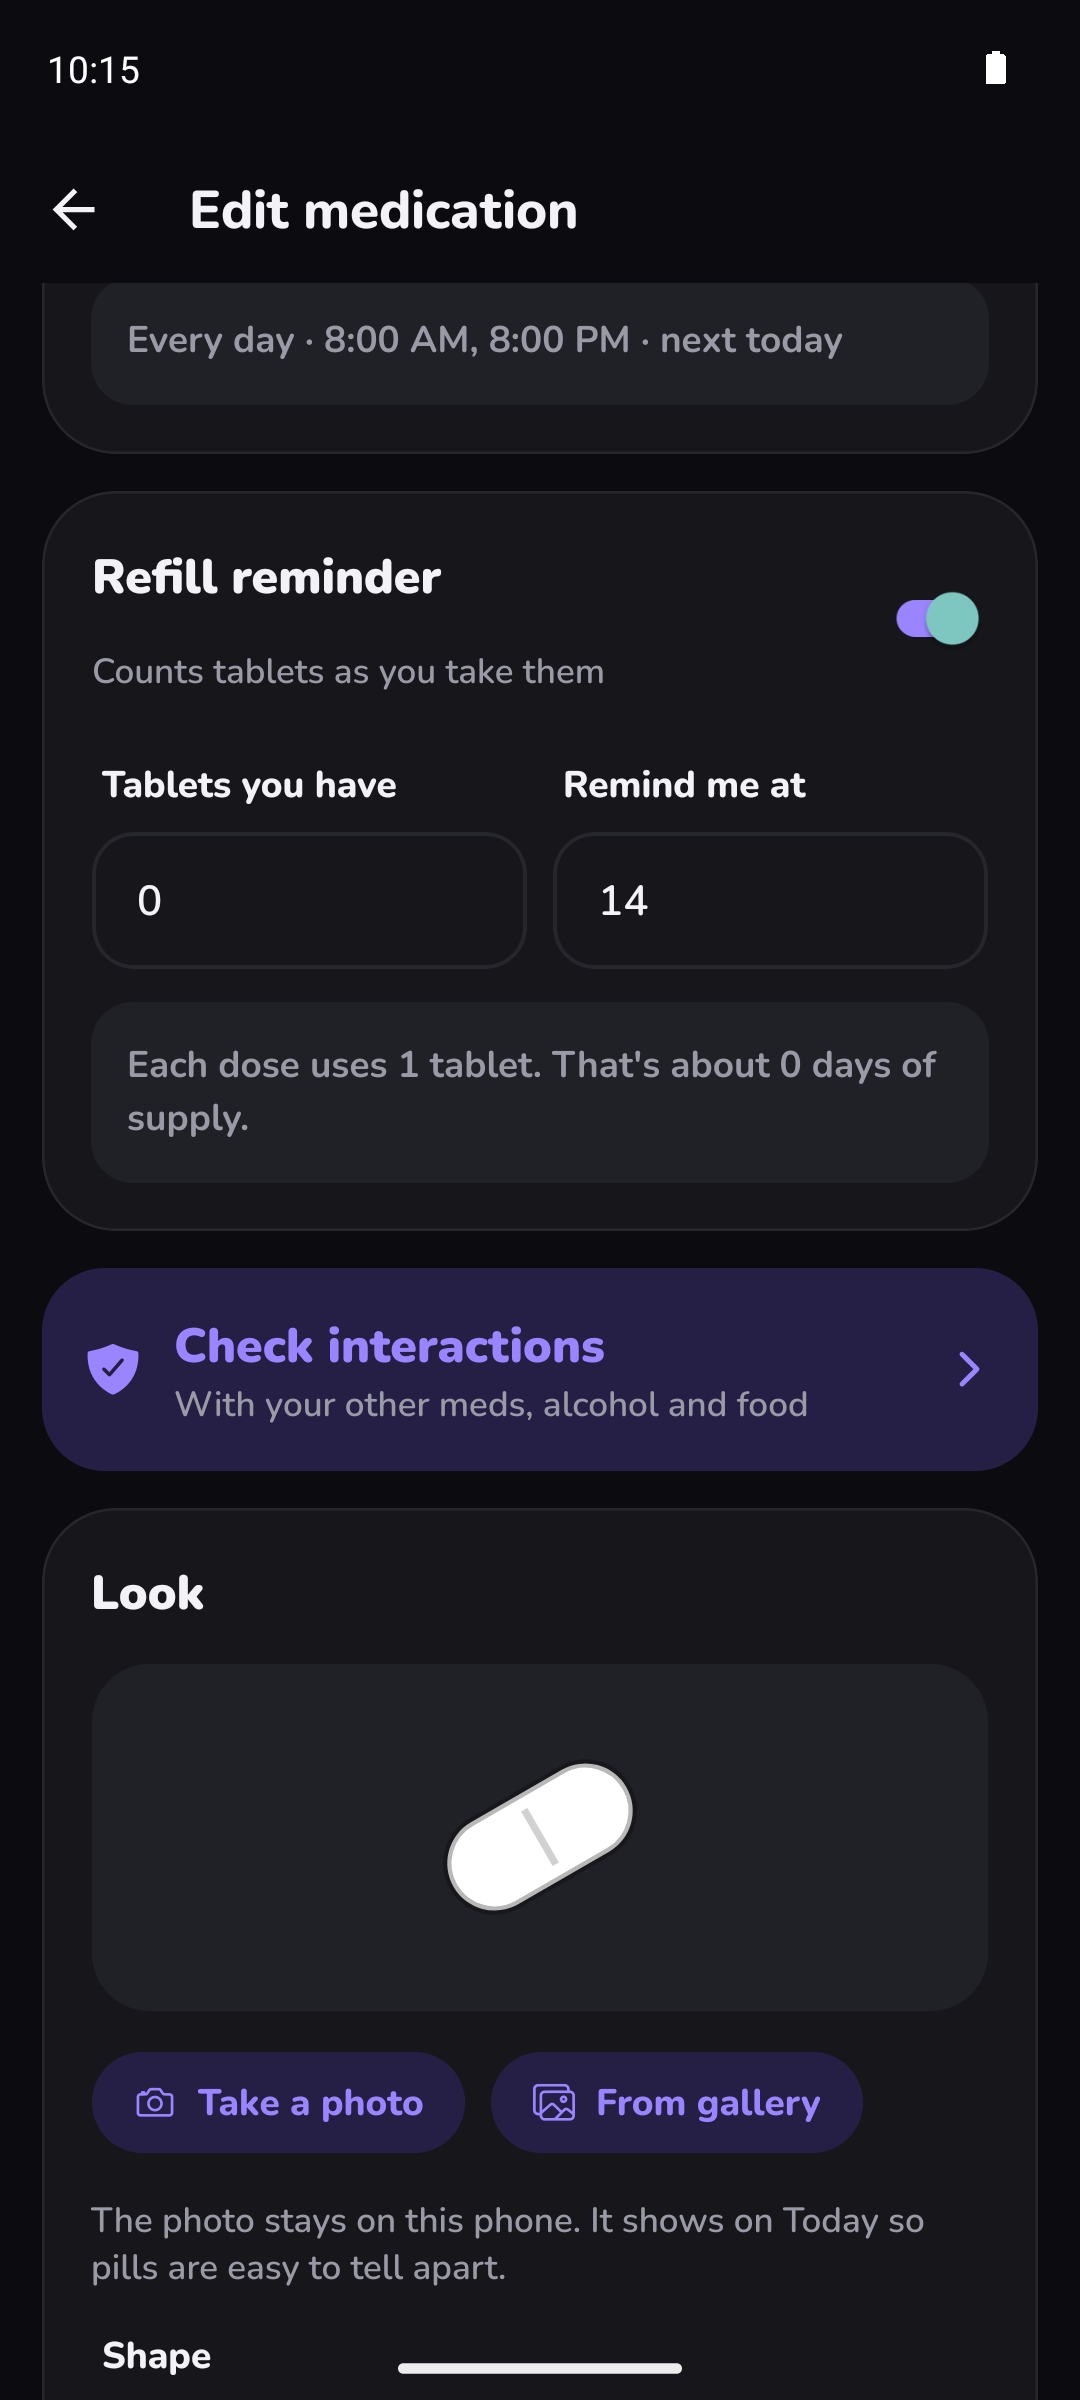 10:15
Edit medication
Every day · 8:00 AM, 8:00 PM · next today
Refill reminder
Counts tablets as you take them
Tablets you have
Remind me at
0
14
Each dose uses 1 tablet. That's about 0 days of
supply.
Check interactions
With your other meds, alcohol and food
Look
Take a photo
From gallery
The photo stays on this phone. It shows on Today so
pills are easy to tell apart.
Shape